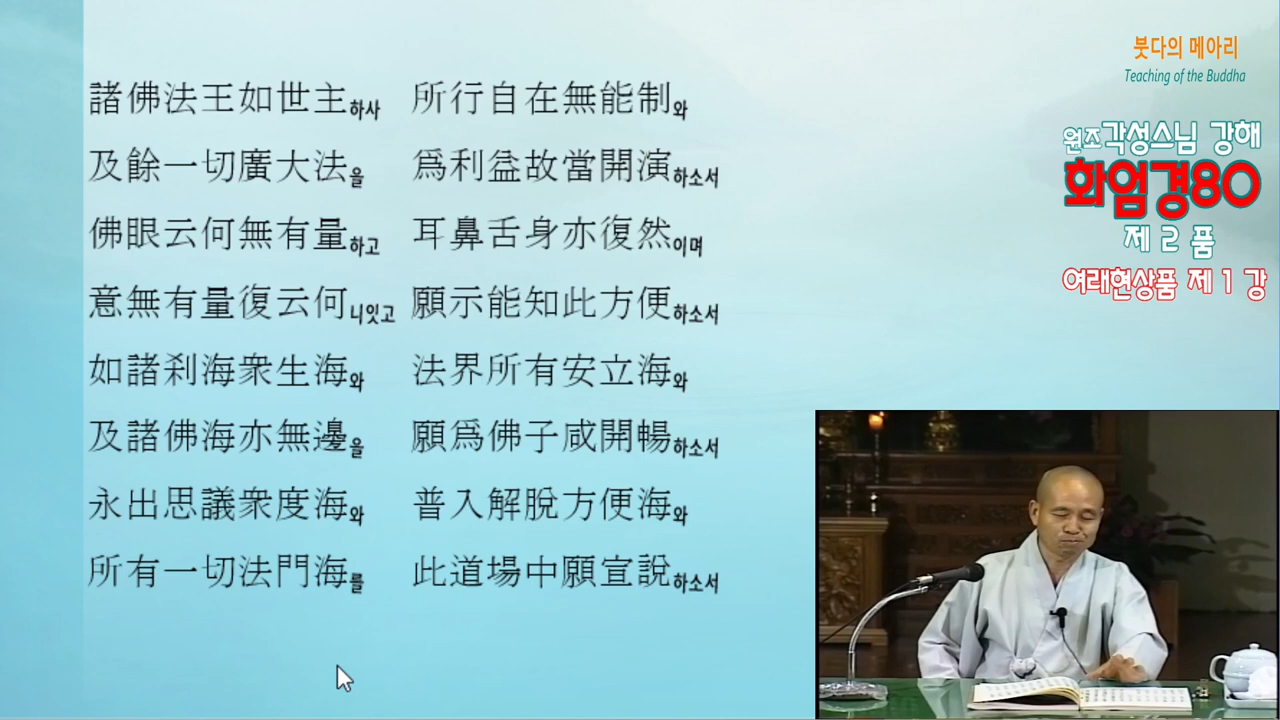 諸佛法王如世主하사 所行自在無能制와
及餘一切廣大法을 爲利益故當開演하소서
佛眼云何無有量하고 耳鼻舌身亦復然이며
意無有量復云何니잇고 願示能知此方便하소서
如諸刹海衆生海와 法界所有安立海와
及諸佛海亦無邊을 願爲佛子咸開暢하소서
永出思議衆度海와 普入解脫方便海와
所有一切法門海를 此道場中願宣說하소서
붓다의 메아리
Teaching of the Buddha
원조각성스님 강해
화엄경80
제 2 품
여래현상품 제 1 강